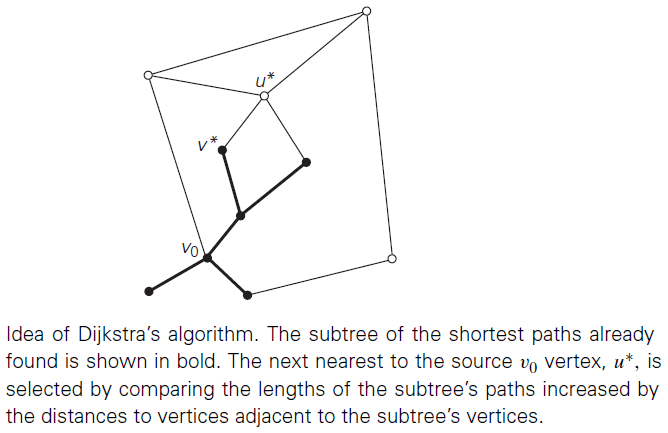 u*
v*
v0
Idea of Dijkstra’s algorithm. The subtree of the shortest paths already
found is shown in bold. The next nearest to the source v0 vertex, u*, is
selected by comparing the lengths of the subtree’s paths increased by
the distances to vertices adjacent to the subtree’s vertices.